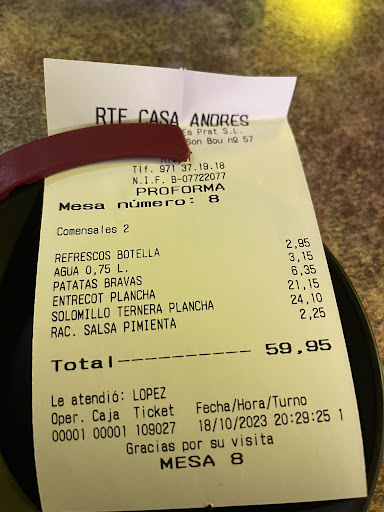 RTE CASA ANDRES
Es Prat S.L.
Son Bou nº 57
Tlf. 971 37.19.18
N.I.F. B-07722077
PROFORMA
Mesa número: 8
Comensales 2
REFRESCOS BOTELLA 2,95
AGUA 0,75 L. 3,15
PATATAS BRAVAS 6,35
ENTRECOT PLANCHA 21,15
SOLOMILLO TERNERA PLANCHA 24,10
RAC. SALSA PIMIENTA 2,25
Total----------- 59,95
Le atendió: LOPEZ
Oper. Caja Ticket Fecha/Hora/Turno
00001 00001 109027 18/10/2023 20:29:25 1
Gracias por su visita
MESA 8